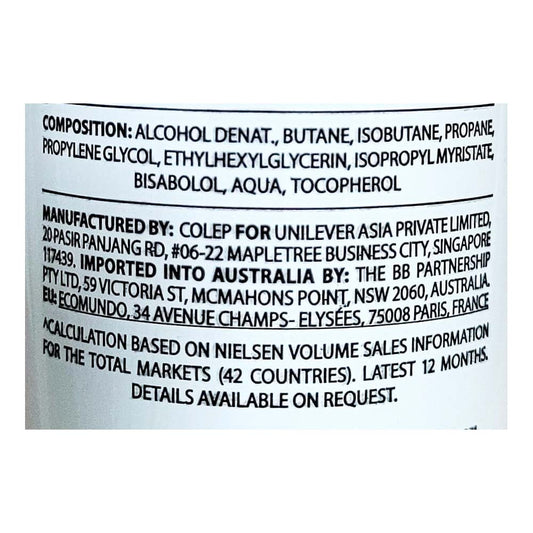 COMPOSITION: ALCOHOL DENAT., BUTANE, ISOBUTANE, PROPANE,
PROPYLENE GLYCOL, ETHYLHEXYLGLYCERIN, ISOPROPYL MYRISTATE,
BISABOLOL, AQUA, TOCOPHEROL
MANUFACTURED BY: COLEP FOR UNILEVER ASIA PRIVATE LIMITED,
20 PASIR PANJANG RD, #06-22 MAPLETREE BUSINESS CITY, SINGAPORE
117439. IMPORTED INTO AUSTRALIA BY: THE BB PARTNERSHIP
PTY LTD, 59 VICTORIA ST, MCMAHONS POINT, NSW 2060, AUSTRALIA.
EU: ECOMUNDO, 34 AVENUE CHAMPS- ELYSÉES, 75008 PARIS, FRANCE
^CALCULATION BASED ON NIELSEN VOLUME SALES INFORMATION
FOR THE TOTAL MARKETS (42 COUNTRIES). LATEST 12 MONTHS.
DETAILS AVAILABLE ON REQUEST.